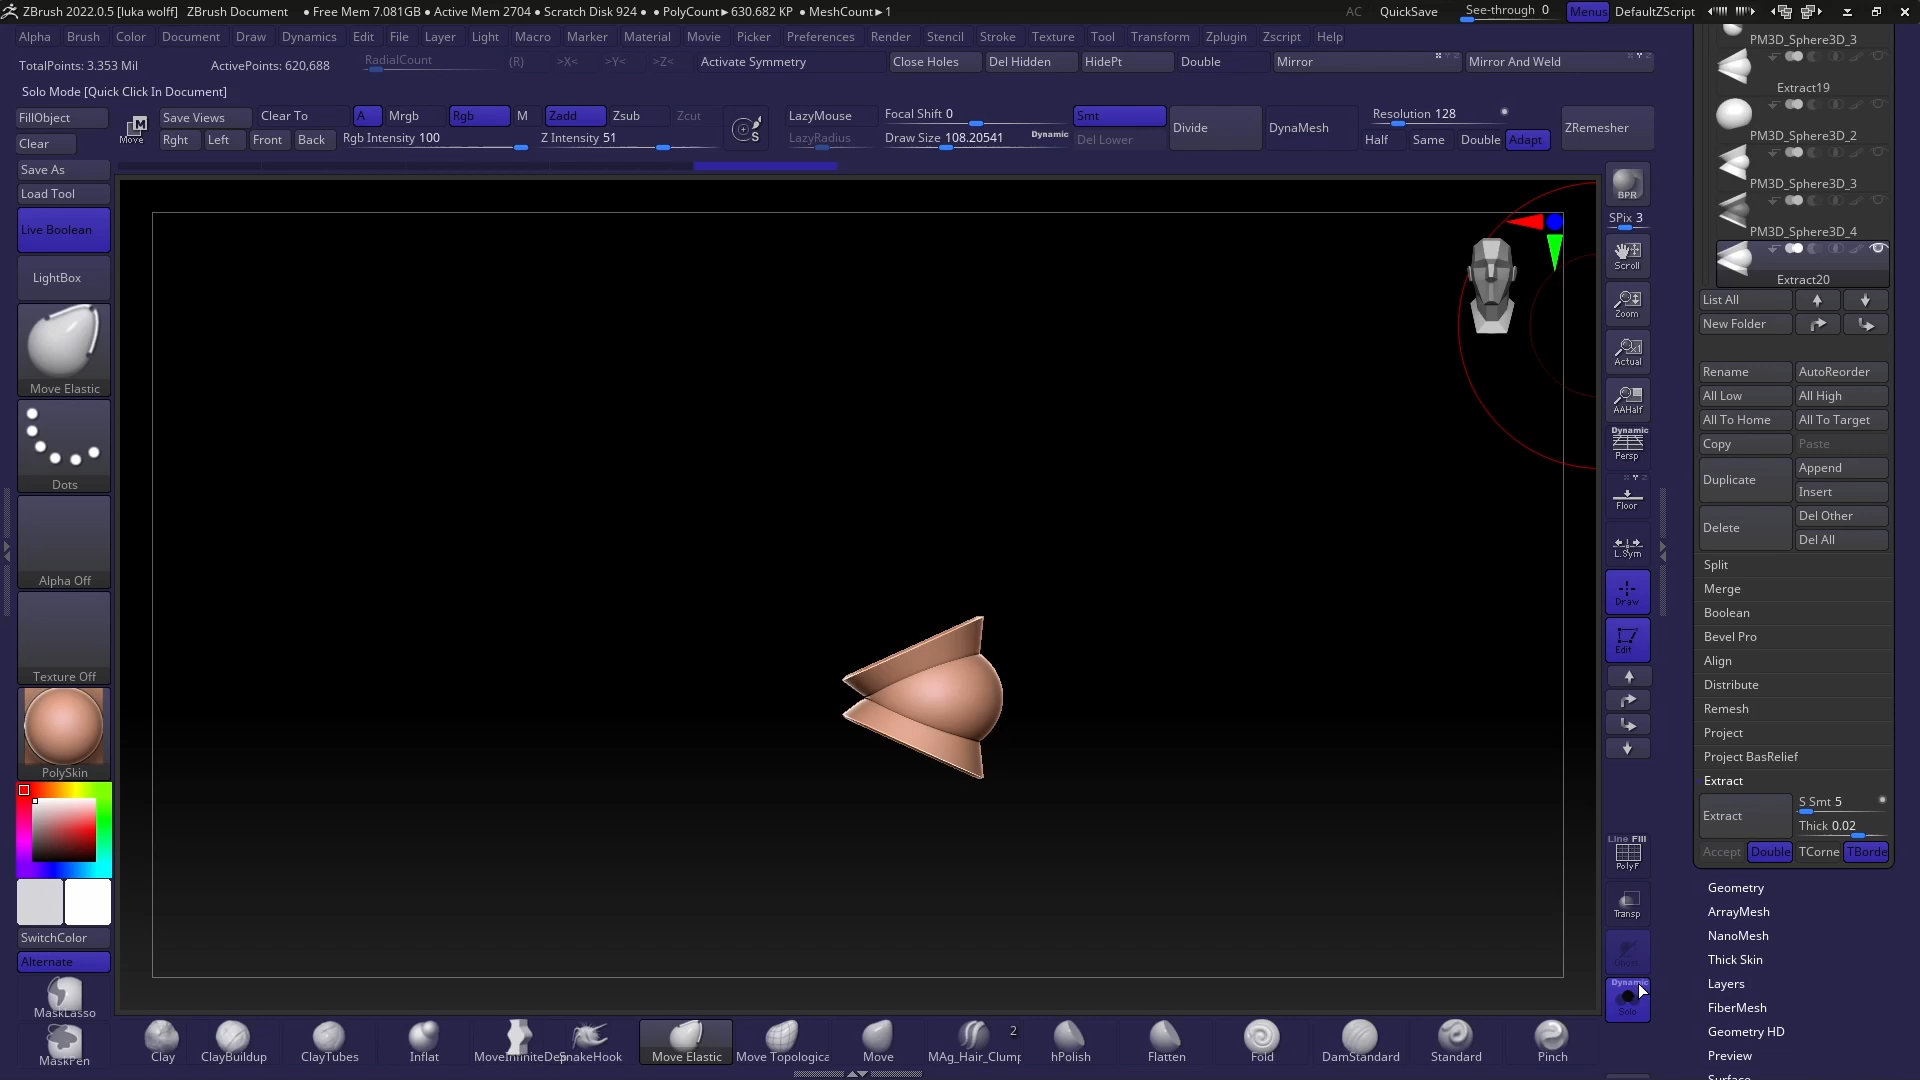 ZBrush 2022.0.5 [luka wolff] ZBrush Document • Free Mem 7.081GB • Active Mem 2704 • Scratch Disk 924 • • PolyCount► 630.682 KP • MeshCount► 1 AC QuickSave See-through 0 Menus DefaultZScript
Alpha Brush Color Document Draw Dynamics Edit File Layer Light Macro Marker Material Movie Picker Preferences Render Stencil Stroke Texture Tool Transform Zplugin Zscript Help
TotalPoints: 3.353 Mil ActivePoints: 620,688 RadialCount (R) >X< >Y< >Z< Activate Symmetry Close Holes Del Hidden HidePt Double Mirror Mirror And Weld
Solo Mode [Quick Click In Document]
FillObject Save Views Clear To A Mrgb Rgb M Zadd Zsub Zcut LazyMouse Focal Shift 0 Smt Divide DynaMesh Resolution 128 ZRemesher
Clear Move Rght Left Front Back Rgb Intensity 100 Z Intensity 51 LazyRadius Draw Size 108.20541 Dynamic Del Lower Half Same Double Adapt
Save As
Load Tool
Live Boolean
LightBox
Move Elastic
Dots
Alpha Off
Texture Off
PolySkin
SwitchColor
Alternate
MaskLasso
MaskPen
BPR
SPix 3
Scroll
Zoom
Actual
AAHalf
Dynamic
Persp
Floor
L.Sym
Draw
Edit
Line Fill
PolyF
Transp
Ghost
Dynamic
Solo
PM3D_Sphere3D_3
Extract19
PM3D_Sphere3D_2
PM3D_Sphere3D_3
PM3D_Sphere3D_4
Extract20
List All
New Folder
Rename AutoReorder
All Low All High
All To Home All To Target
Copy Paste
Duplicate Append
Insert
Delete Del Other
Del All
Split
Merge
Boolean
Bevel Pro
Align
Distribute
Remesh
Project
Project BasRelief
Extract
Extract S Smt 5
Thick 0.02
Accept Double TCorne TBorde
Geometry
ArrayMesh
NanoMesh
Thick Skin
Layers
FiberMesh
Geometry HD
Preview
Surface
Clay ClayBuildup ClayTubes Inflat MoveInfiniteDep SnakeHook Move Elastic Move Topologica Move MAg_Hair_Clump 2 hPolish Flatten Fold DamStandard Standard Pinch